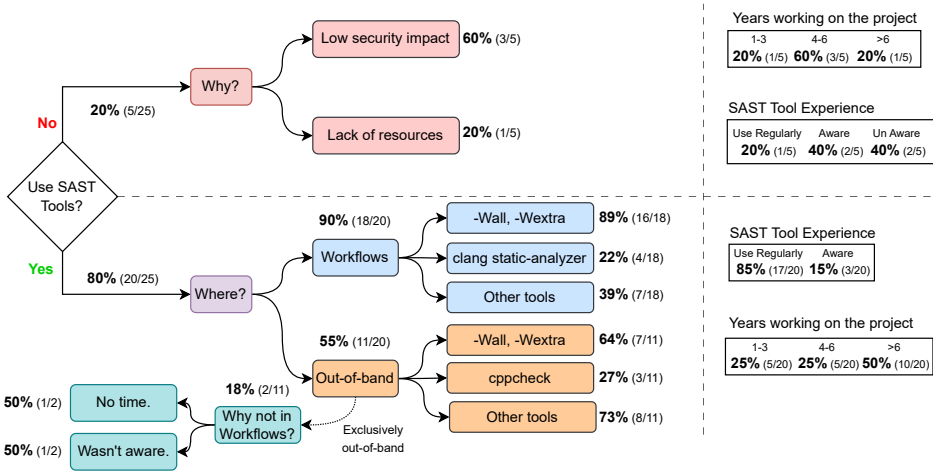 Low security impact
60% (3/5)
Why?
20% (5/25)
No
Lack of resources
20% (1/5)
Years working on the project
1-3 4-6 >6
20% (1/5) 60% (3/5) 20% (1/5)
SAST Tool Experience
Use Regularly Aware Un Aware
20% (1/5) 40% (2/5) 40% (2/5)
Use SAST
Tools?
Yes
80% (20/25)
Where?
90% (18/20)
Workflows
-Wall, -Wextra
89% (16/18)
clang static-analyzer
22% (4/18)
Other tools
39% (7/18)
55% (11/20)
Out-of-band
-Wall, -Wextra
64% (7/11)
cppcheck
27% (3/11)
Other tools
73% (8/11)
Exclusively
out-of-band
18% (2/11)
Why not in
Workflows?
50% (1/2)
No time.
50% (1/2)
Wasn't aware.
SAST Tool Experience
Use Regularly Aware
85% (17/20) 15% (3/20)
Years working on the project
1-3 4-6 >6
25% (5/20) 25% (5/20) 50% (10/20)